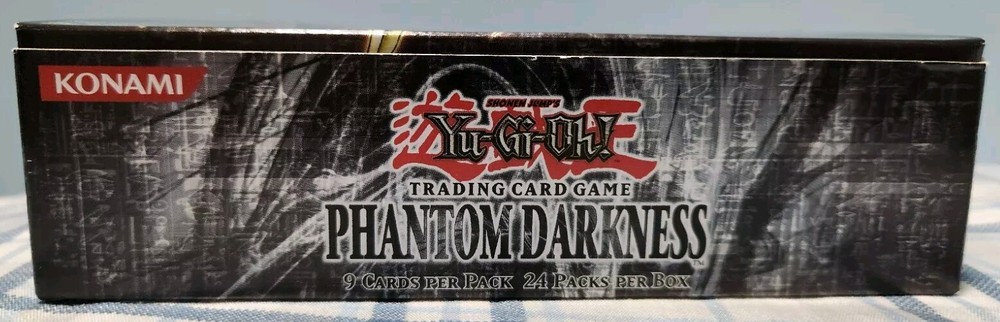 KONAMI
SHONEN JUMP'S
遊☆戯☆王
Yu-Gi-Oh!
TRADING CARD GAME
PHANTOM DARKNESS
9 CARDS PER PACK 24 PACKS PER BOX